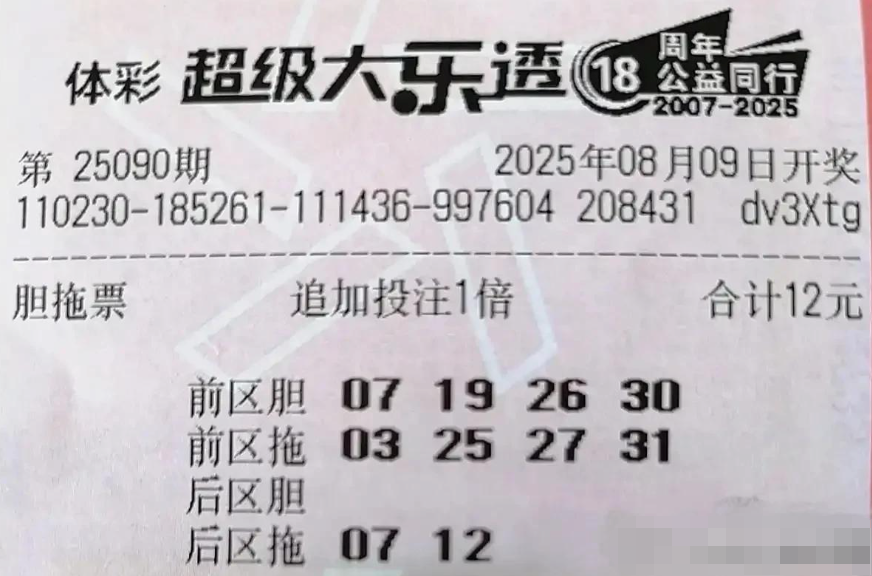 体彩 超级大乐透 18 周年 公益同行 2007-2025
第 25090期 2025年08月09日开奖
110230-185261-111436-997604 208431 dv3Xtg
胆拖票 追加投注1倍 合计12元
前区胆 07 19 26 30
前区拖 03 25 27 31
后区胆
后区拖 07 12